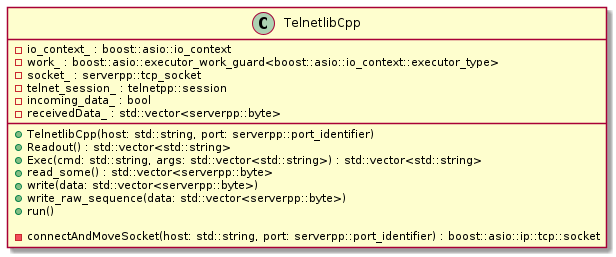 C TelnetlibCpp
io_context_ : boost::asio::io_context
work_ : boost::asio::executor_work_guard<boost::asio::io_context::executor_type>
socket_ : serverpp::tcp_socket
telnet_session_ : telnetpp::session
incoming_data_ : bool
receivedData_ : std::vector<serverpp::byte>
TelnetlibCpp(host: std::string, port: serverpp::port_identifier)
Readout() : std::vector<std::string>
Exec(cmd: std::string, args: std::vector<std::string>) : std::vector<std::string>
read_some() : std::vector<serverpp::byte>
write(data: std::vector<serverpp::byte>)
write_raw_sequence(data: std::vector<serverpp::byte>)
run()
connectAndMoveSocket(host: std::string, port: serverpp::port_identifier) : boost::asio::ip::tcp::socket